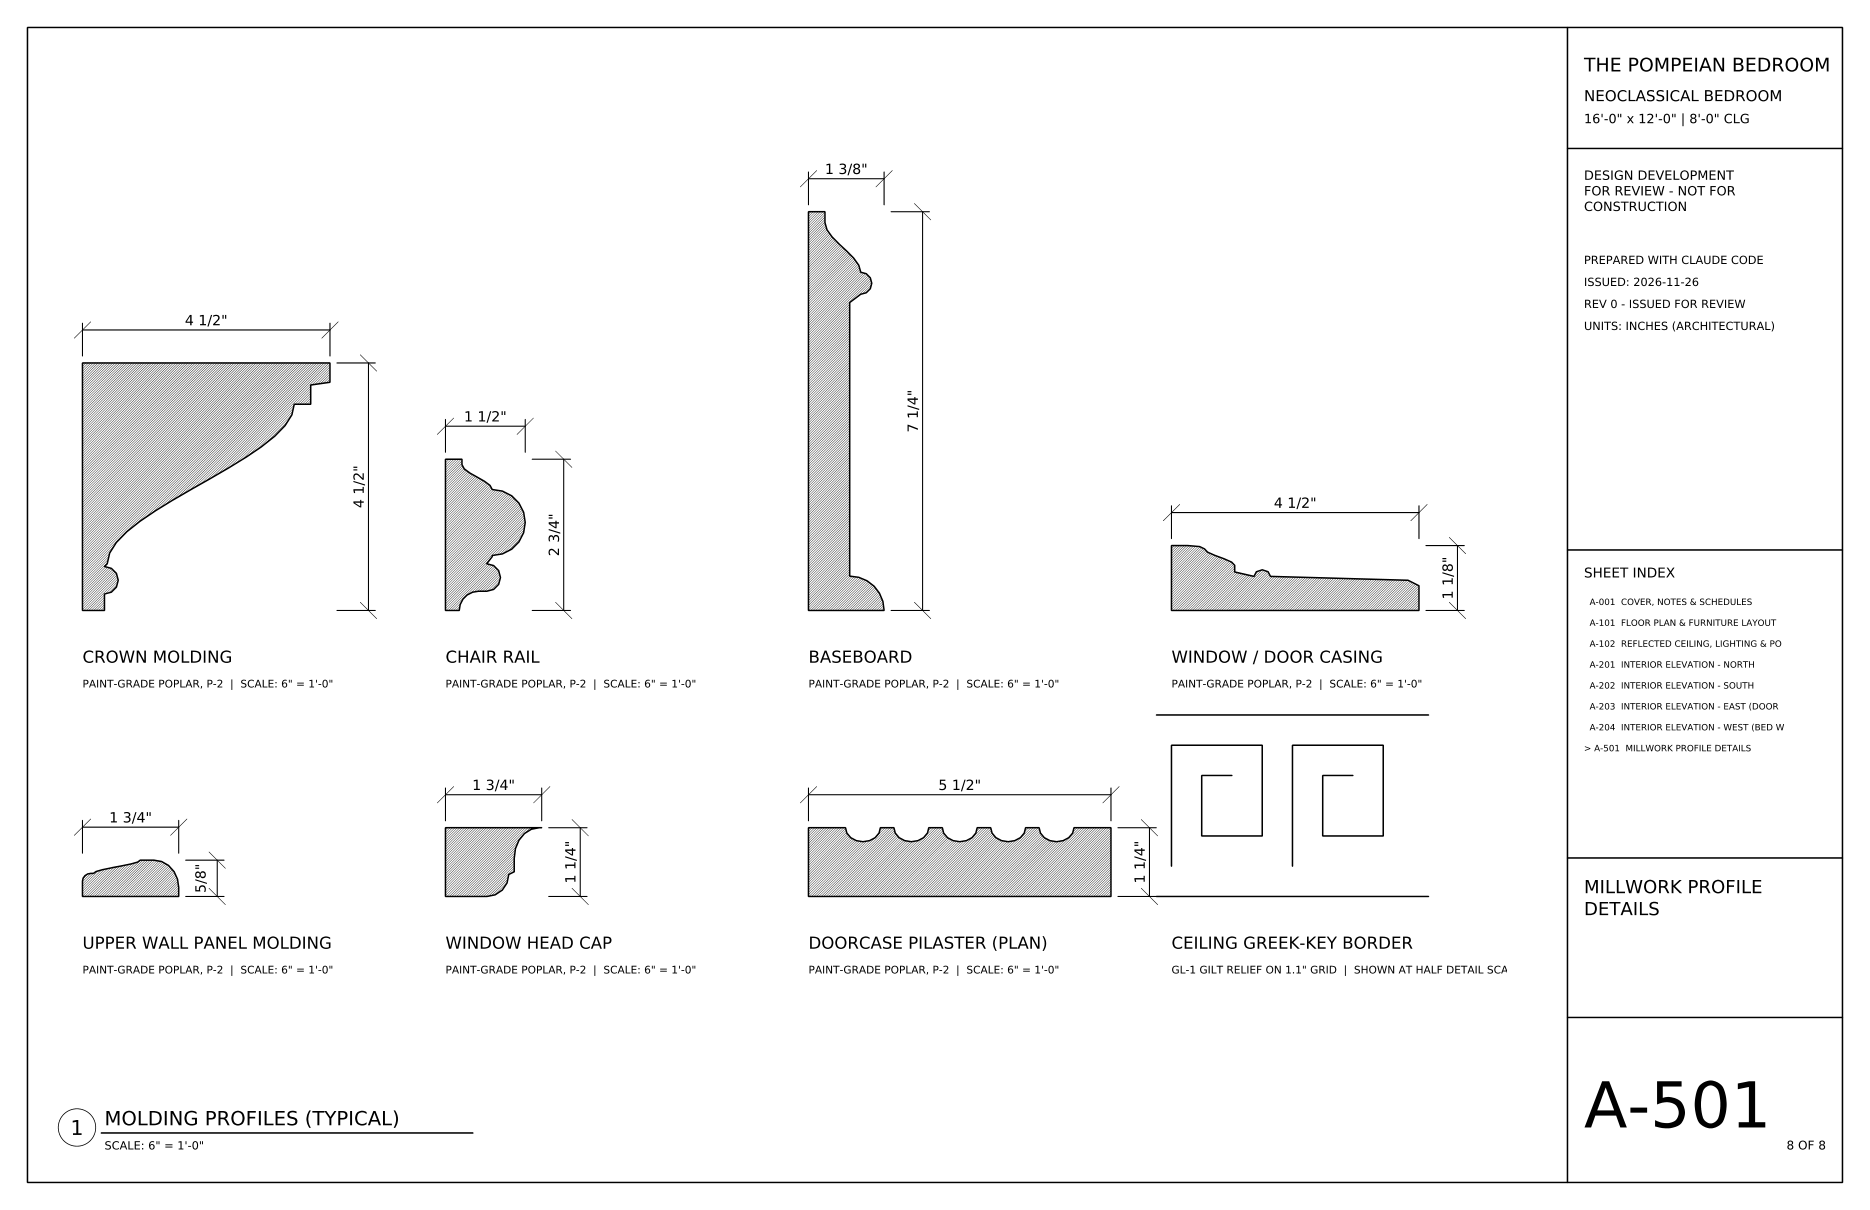 1 3/8"
7 1/4"
4 1/2"
4 1/2"
1 1/2"
2 3/4"
4 1/2"
1 1/8"
CROWN MOLDING
PAINT-GRADE POPLAR, P-2 | SCALE: 6" = 1'-0"
CHAIR RAIL
PAINT-GRADE POPLAR, P-2 | SCALE: 6" = 1'-0"
BASEBOARD
PAINT-GRADE POPLAR, P-2 | SCALE: 6" = 1'-0"
WINDOW / DOOR CASING
PAINT-GRADE POPLAR, P-2 | SCALE: 6" = 1'-0"
1 3/4"
5/8"
1 3/4"
1 1/4"
5 1/2"
1 1/4"
UPPER WALL PANEL MOLDING
PAINT-GRADE POPLAR, P-2 | SCALE: 6" = 1'-0"
WINDOW HEAD CAP
PAINT-GRADE POPLAR, P-2 | SCALE: 6" = 1'-0"
DOORCASE PILASTER (PLAN)
PAINT-GRADE POPLAR, P-2 | SCALE: 6" = 1'-0"
CEILING GREEK-KEY BORDER
GL-1 GILT RELIEF ON 1.1" GRID | SHOWN AT HALF DETAIL SCA
1
MOLDING PROFILES (TYPICAL)
SCALE: 6" = 1'-0"
THE POMPEIAN BEDROOM
NEOCLASSICAL BEDROOM
16'-0" x 12'-0" | 8'-0" CLG
DESIGN DEVELOPMENT
FOR REVIEW - NOT FOR
CONSTRUCTION
PREPARED WITH CLAUDE CODE
ISSUED: 2026-11-26
REV 0 - ISSUED FOR REVIEW
UNITS: INCHES (ARCHITECTURAL)
SHEET INDEX
A-001 COVER, NOTES & SCHEDULES
A-101 FLOOR PLAN & FURNITURE LAYOUT
A-102 REFLECTED CEILING, LIGHTING & PO
A-201 INTERIOR ELEVATION - NORTH
A-202 INTERIOR ELEVATION - SOUTH
A-203 INTERIOR ELEVATION - EAST (DOOR
A-204 INTERIOR ELEVATION - WEST (BED W
> A-501 MILLWORK PROFILE DETAILS
MILLWORK PROFILE
DETAILS
A-501
8 OF 8